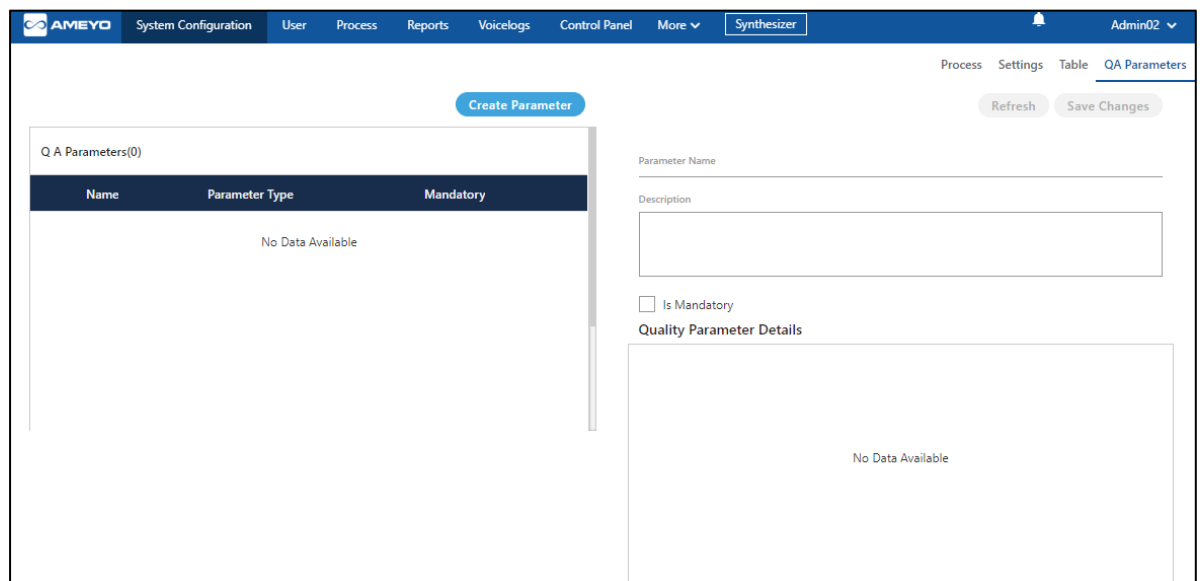 AMEYO System Configuration User Process Reports Voicelogs Control Panel More Synthesizer Admin02
Process Settings Table QA Parameters
Create Parameter
Refresh Save Changes
Q A Parameters(0)
Name Parameter Type Mandatory
No Data Available
Parameter Name
Description
Is Mandatory
Quality Parameter Details
No Data Available